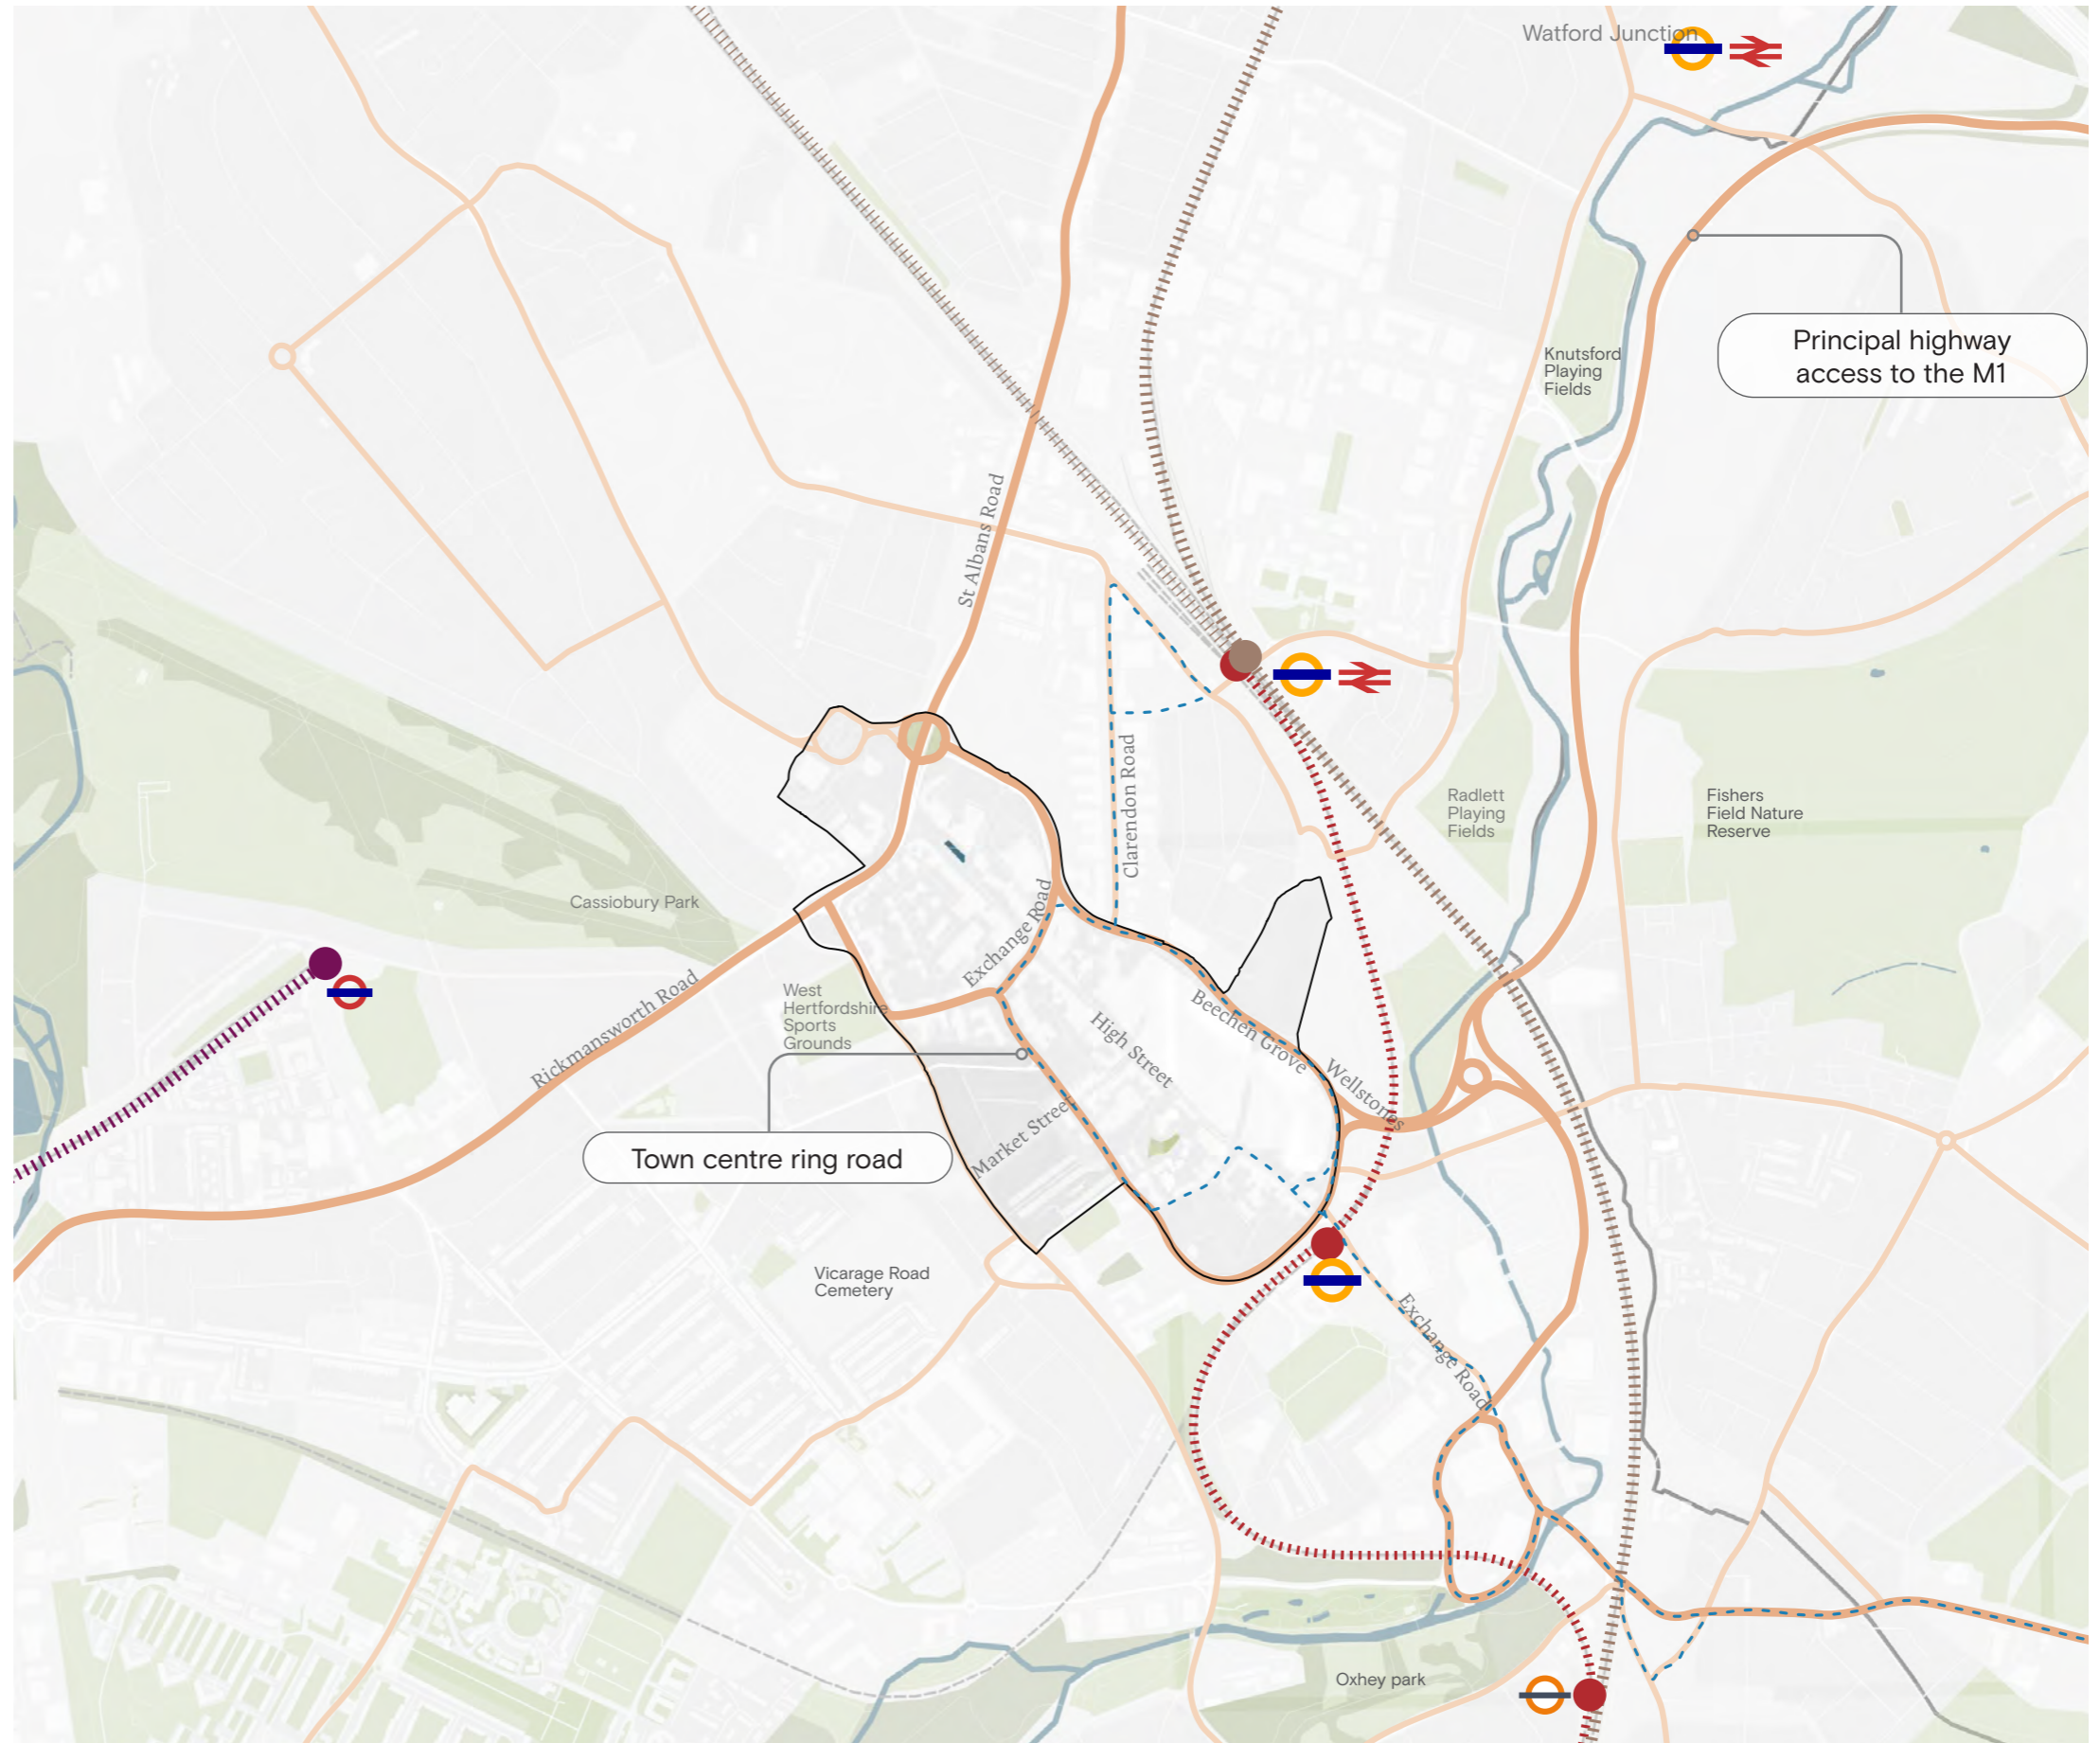 Watford Junction
Principal highway
access to the M1
Knutsford
Playing
Fields
St Albans Road
Clarendon Road
Radlett
Playing
Fields
Fishers
Field Nature
Reserve
Cassiobury Park
Exchange Road
West
Hertfordshire
Sports
Grounds
Rickmansworth Road
High Street
Beechen Grove
Wellstones
Market Street
Town centre ring road
Vicarage Road
Cemetery
Exchange Road
Oxhey park